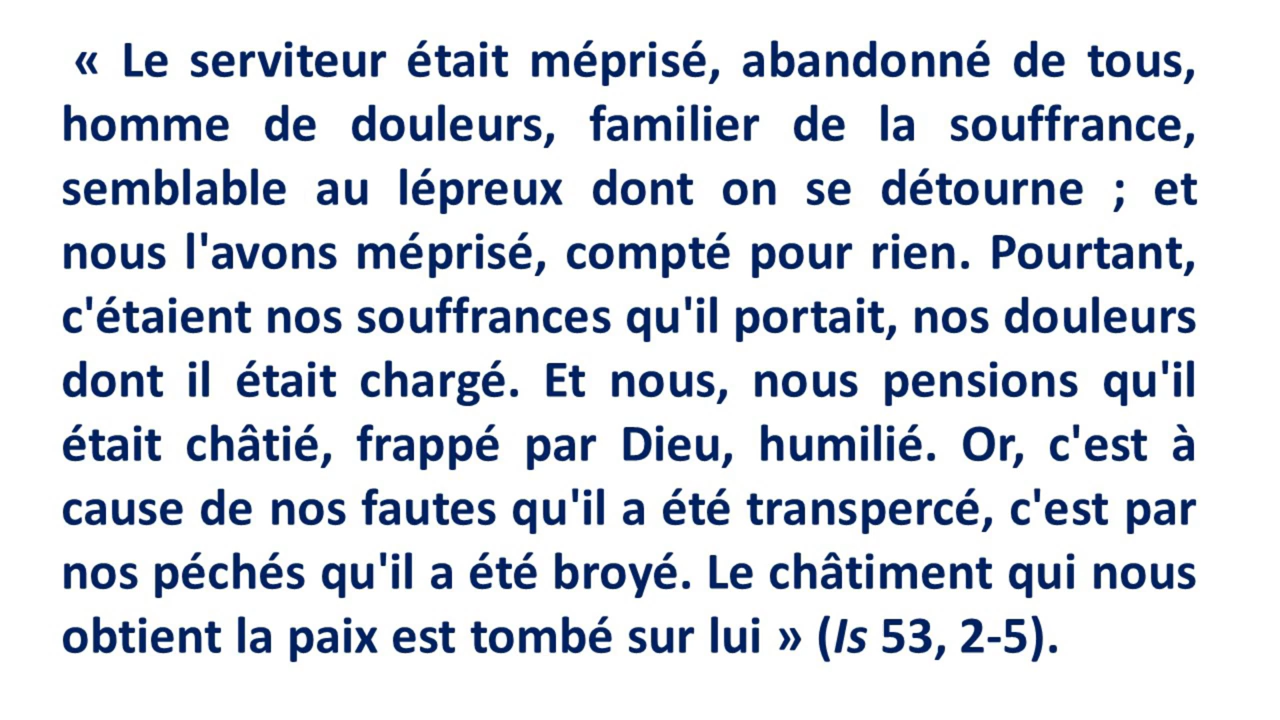 « Le serviteur était méprisé, abandonné de tous,
homme de douleurs, familier de la souffrance,
semblable au lépreux dont on se détourne ; et
nous l'avons méprisé, compté pour rien. Pourtant,
c'étaient nos souffrances qu'il portait, nos douleurs
dont il était chargé. Et nous, nous pensions qu'il
était châtié, frappé par Dieu, humilié. Or, c'est à
cause de nos fautes qu'il a été transpercé, c'est par
nos péchés qu'il a été broyé. Le châtiment qui nous
obtient la paix est tombé sur lui » (Is 53, 2-5).